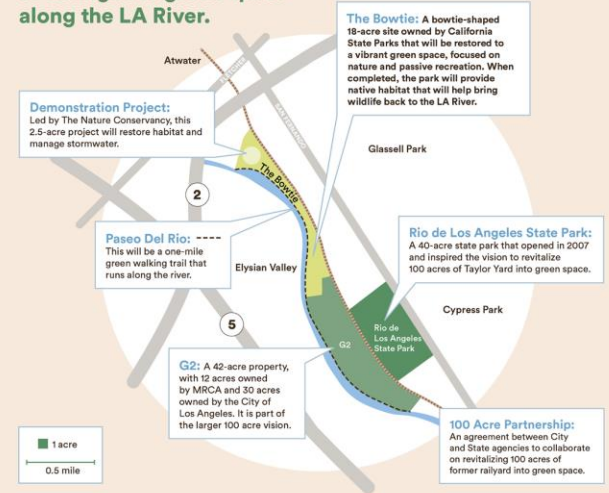 along the LA River.
The Bowtie: A bowtie-shaped
18-acre site owned by California
State Parks that will be restored to
a vibrant green space, focused on
nature and passive recreation. When
completed, the park will provide
native habitat that will help bring
wildlife back to the LA River.
Atwater
FLETCHER
SAN FERNANDO
Demonstration Project:
Led by The Nature Conservancy, this
2.5-acre project will restore habitat and
manage stormwater.
Glassell Park
The Bowtie
2
Paseo Del Rio:
This will be a one-mile
green walking trail that
runs along the river.
Elysian Valley
Rio de Los Angeles State Park:
A 40-acre state park that opened in 2007
and inspired the vision to revitalize
100 acres of Taylor Yard into green space.
Cypress Park
5
Rio de
Los Angeles
State Park
G2
G2: A 42-acre property,
with 12 acres owned
by MRCA and 30 acres
owned by the City of
Los Angeles. It is part of
the larger 100 acre vision.
100 Acre Partnership:
An agreement between City
and State agencies to collaborate
on revitalizing 100 acres of
former railyard into green space.
1 acre
0.5 mile